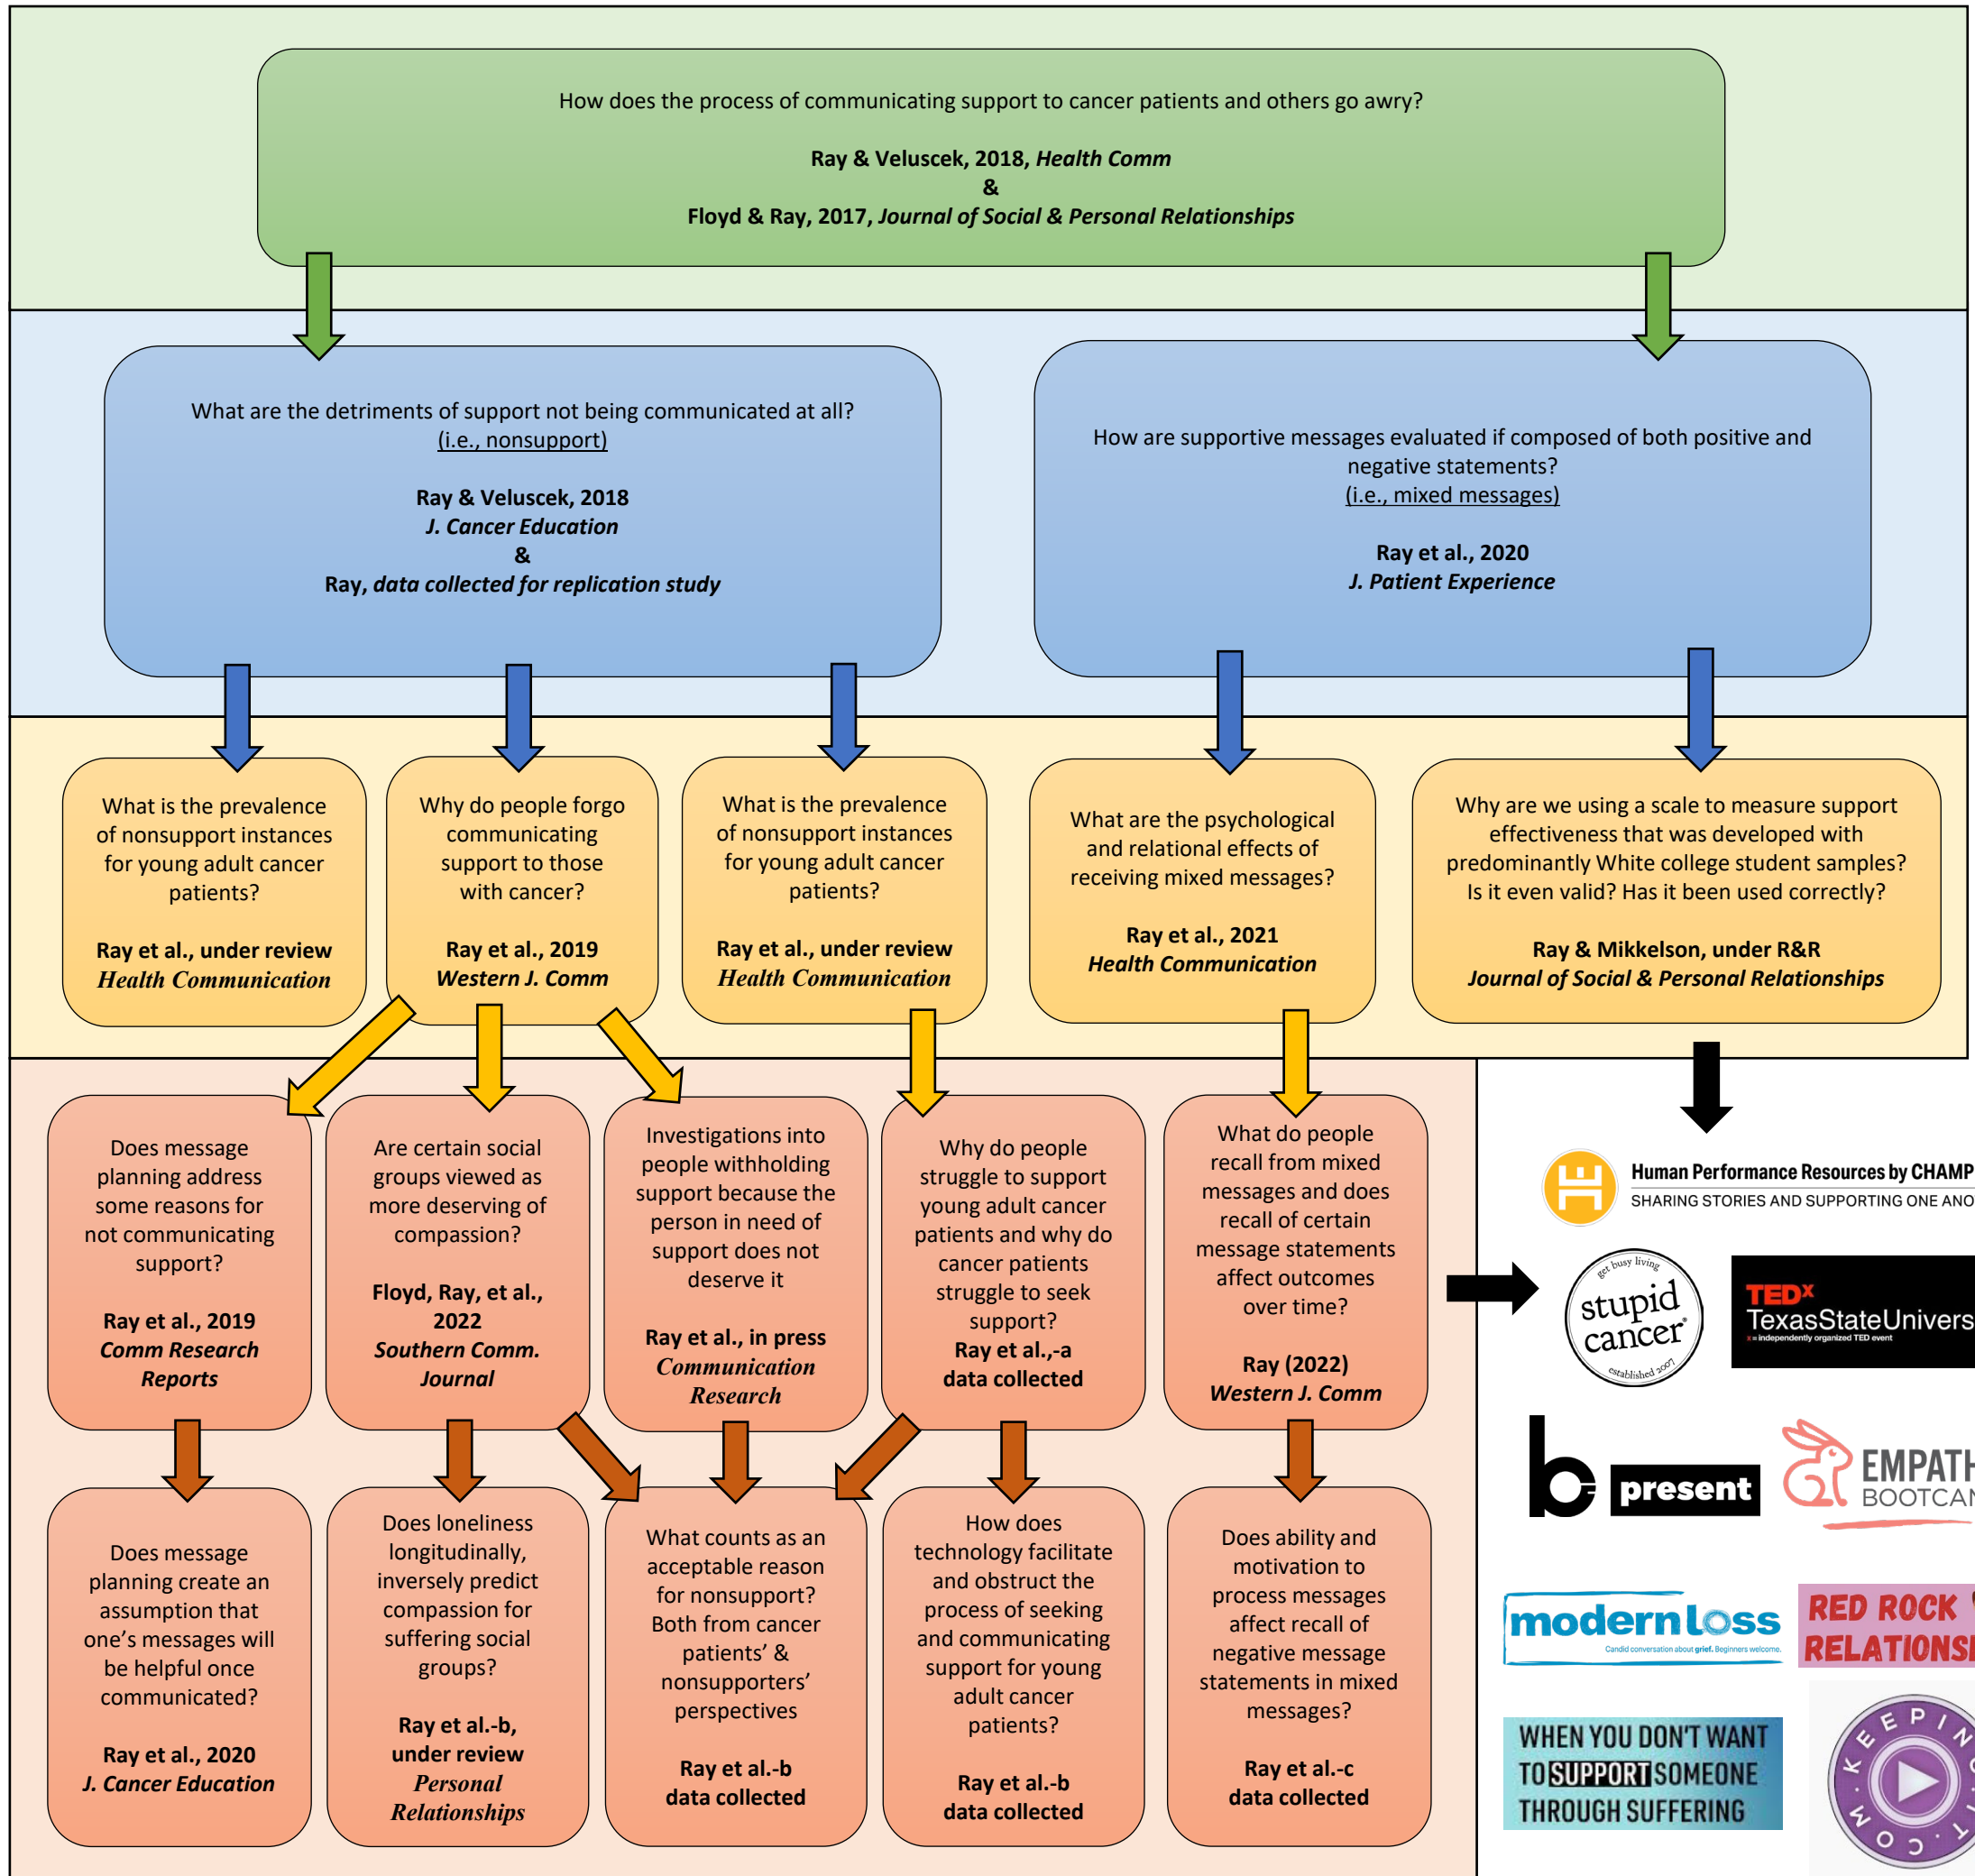 How does the process of communicating support to cancer patients and others go awry?
Ray & Veluscek, 2018, Health Comm
&
Floyd & Ray, 2017, Journal of Social & Personal Relationships
What are the detriments of support not being communicated at all?
(i.e., nonsupport)
Ray & Veluscek, 2018
J. Cancer Education
&
Ray, data collected for replication study
How are supportive messages evaluated if composed of both positive and
negative statements?
(i.e., mixed messages)
Ray et al., 2020
J. Patient Experience
What is the prevalence
of nonsupport instances
for young adult cancer
patients?
Ray et al., under review
Health Communication
Why do people forgo
communicating
support to those
with cancer?
Ray et al., 2019
Western J. Comm
What is the prevalence
of nonsupport instances
for young adult cancer
patients?
Ray et al., under review
Health Communication
What are the psychological
and relational effects of
receiving mixed messages?
Ray et al., 2021
Health Communication
Why are we using a scale to measure support
effectiveness that was developed with
predominantly White college student samples?
Is it even valid? Has it been used correctly?
Ray & Mikkelson, under R&R
Journal of Social & Personal Relationships
Does message
planning address
some reasons for
not communicating
support?
Ray et al., 2019
Comm Research
Reports
Are certain social
groups viewed as
more deserving of
compassion?
Floyd, Ray, et al.,
2022
Southern Comm.
Journal
Investigations into
people withholding
support because the
person in need of
support does not
deserve it
Ray et al., in press
Communication
Research
Why do people
struggle to support
young adult cancer
patients and why do
cancer patients
struggle to seek
support?
Ray et al.,-a
data collected
What do people
recall from mixed
messages and does
recall of certain
message statements
affect outcomes
over time?
Ray (2022)
Western J. Comm
Human Performance Resources by CHAMP
SHARING STORIES AND SUPPORTING ONE ANO
get busy living
stupid
cancer®
established 2007
TEDx
TexasStateUnivers
x = independently organized TED event
b present
EMPATH
BOOTCAM
modern loss
Candid conversation about grief. Beginners welcome.
RED ROCK
RELATIONS
WHEN YOU DON'T WANT
TO SUPPORT SOMEONE
THROUGH SUFFERING
KEEPING IT.COM
Does message
planning create an
assumption that
one's messages will
be helpful once
communicated?
Ray et al., 2020
J. Cancer Education
Does loneliness
longitudinally,
inversely predict
compassion for
suffering social
groups?
Ray et al.-b,
under review
Personal
Relationships
What counts as an
acceptable reason
for nonsupport?
Both from cancer
patients' &
nonsupporters'
perspectives
Ray et al.-b
data collected
How does
technology facilitate
and obstruct the
process of seeking
and communicating
support for young
adult cancer
patients?
Ray et al.-b
data collected
Does ability and
motivation to
process messages
affect recall of
negative message
statements in mixed
messages?
Ray et al.-c
data collected